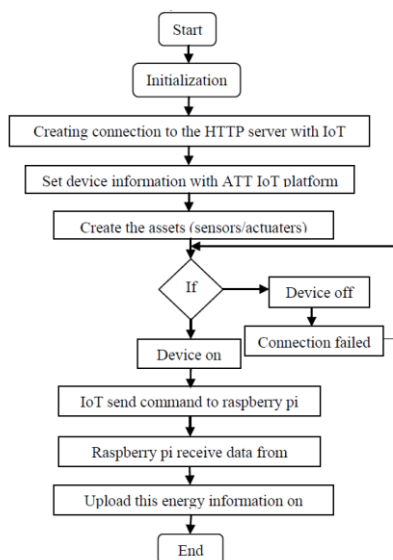 Start
Initialization
Creating connection to the HTTP server with IoT
Set device information with ATT IoT platform
Create the assets (sensors/actuaters)
If
Device off
Connection failed
Device on
IoT send command to raspberry pi
Raspberry pi receive data from
Upload this energy information on
End